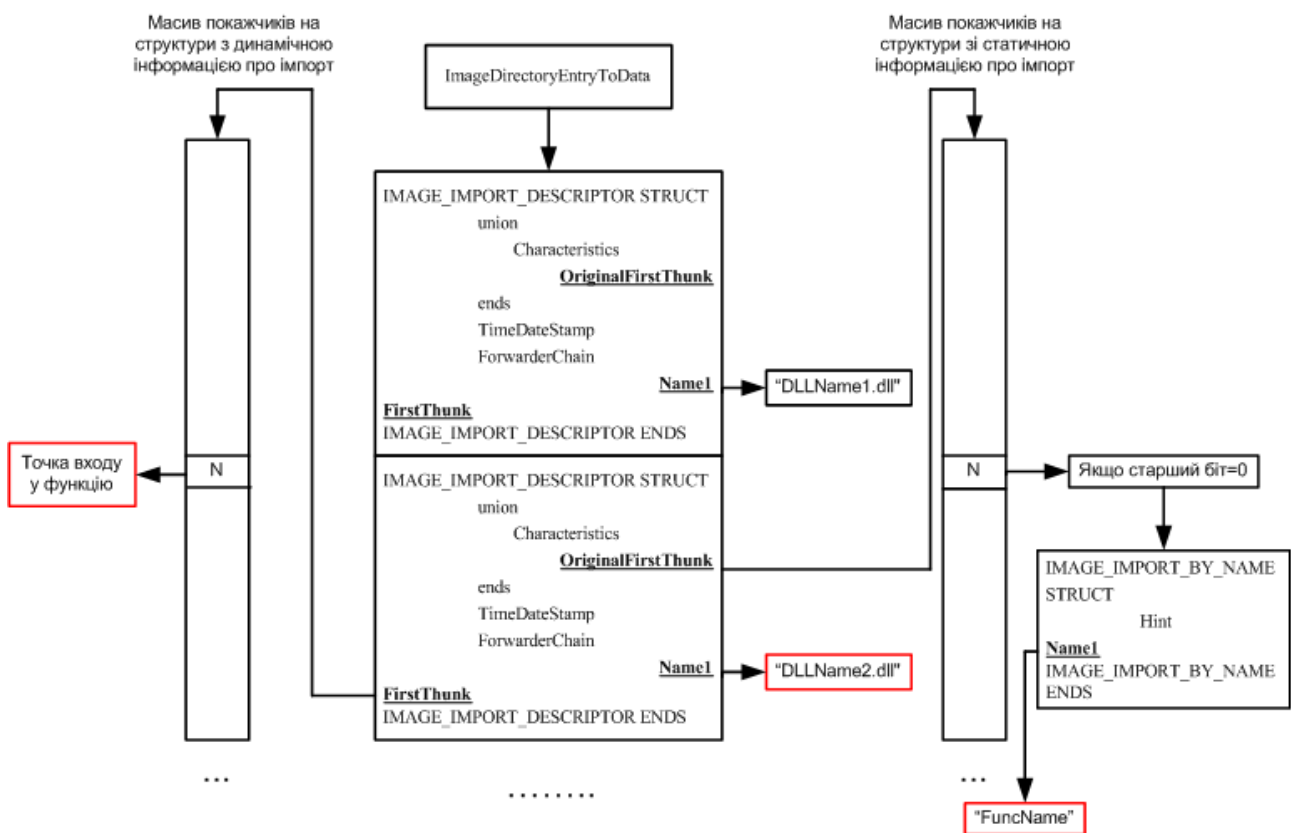 Масив покажчиків на
структури з динамічною
інформацією про імпорт
ImageDirectoryEntryToData
Масив покажчиків на
структури зі статичною
інформацією про імпорт
IMAGE_IMPORT_DESCRIPTOR STRUCT
union
Characteristics
OriginalFirstThunk
ends
TimeDateStamp
ForwarderChain
Name1
"DLLName1.dll"
FirstThunk
IMAGE_IMPORT_DESCRIPTOR ENDS
Точка входу
у функцію
N
IMAGE_IMPORT_DESCRIPTOR STRUCT
union
Characteristics
OriginalFirstThunk
ends
TimeDateStamp
ForwarderChain
Name1
"DLLName2.dll"
FirstThunk
IMAGE_IMPORT_DESCRIPTOR ENDS
N
Якщо старший біт=0
IMAGE_IMPORT_BY_NAME
STRUCT
Hint
Name1
IMAGE_IMPORT_BY_NAME
ENDS
...
........
...
"FuncName"